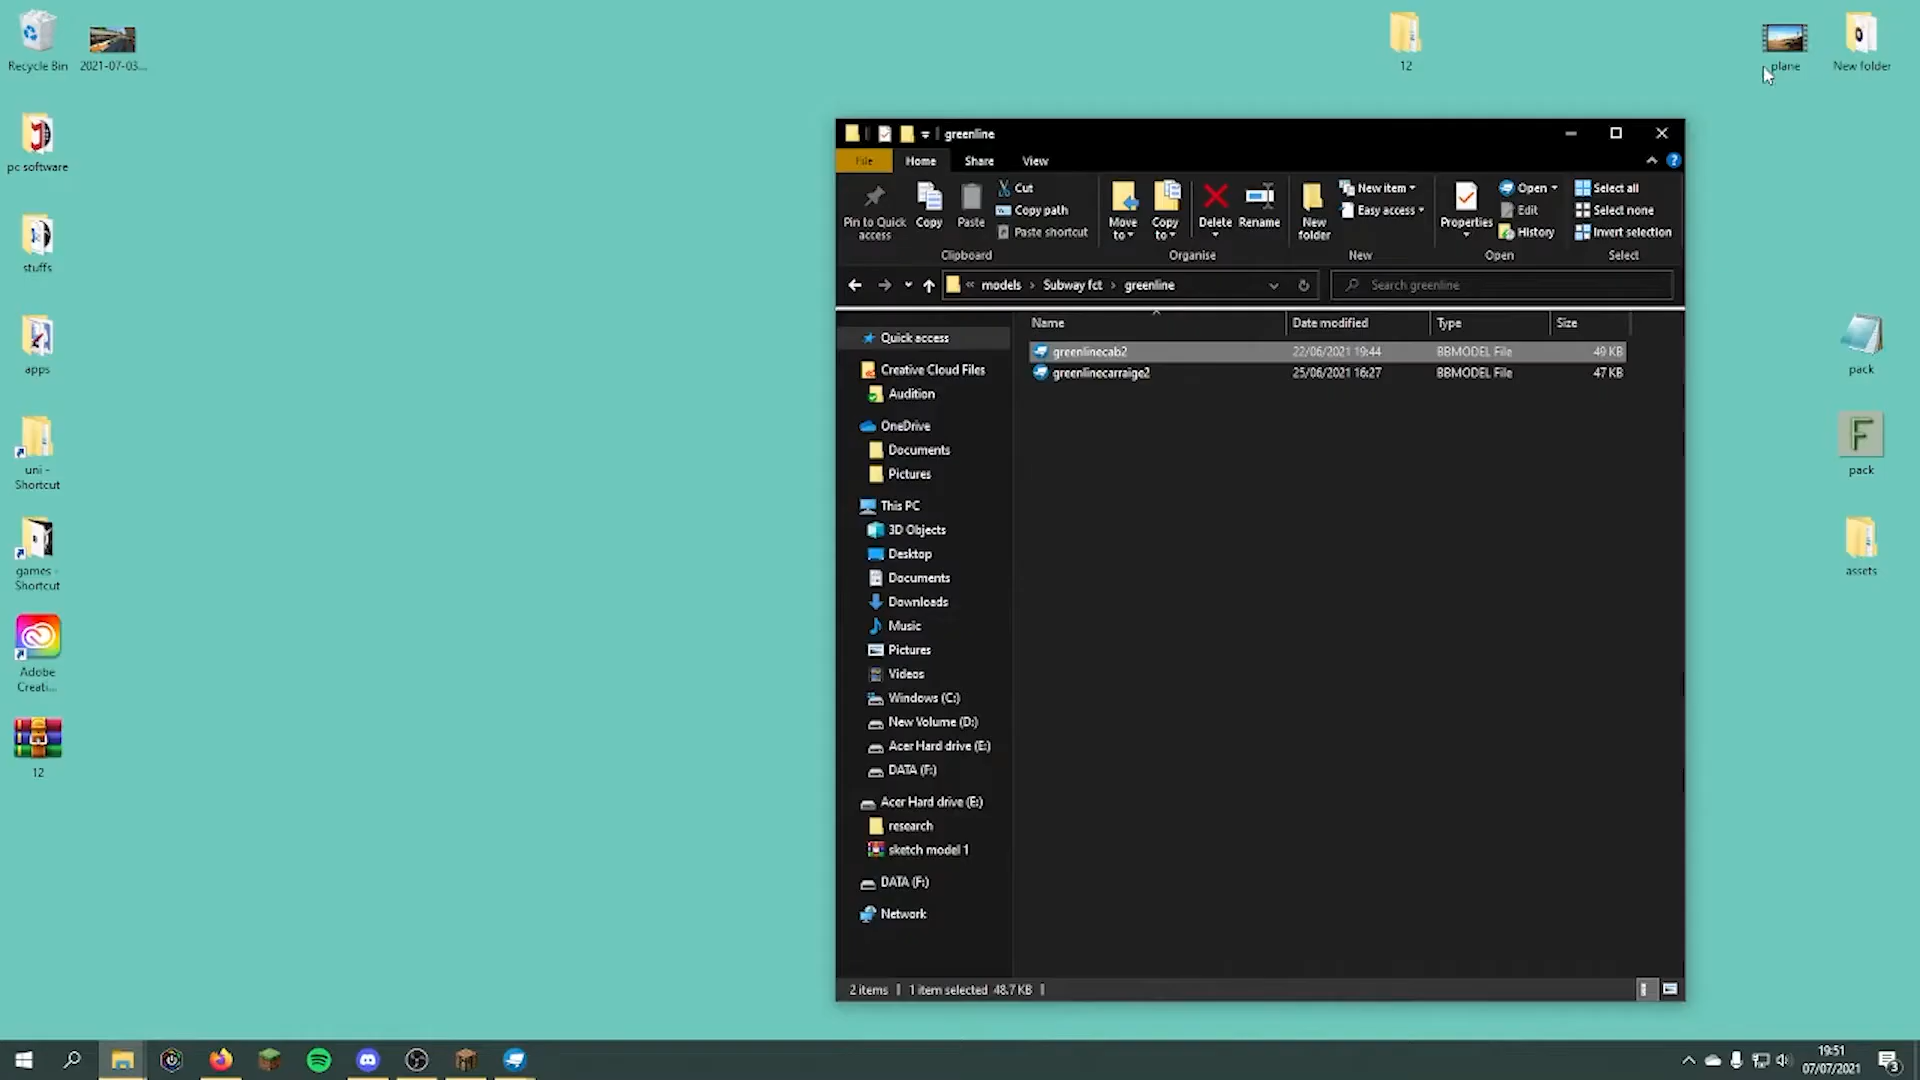 Recycle Bin
2021-07-03...
12
plane
New folder
pc software
stuffs
apps
uni -
Shortcut
games -
Shortcut
Adobe
Creati...
12
pack
pack
F
assets
greenline
File
Home
Share
View
Pin to Quick
access
Copy
Paste
Cut
Copy path
Paste shortcut
Clipboard
Move
to
Copy
to
Delete
Rename
Organise
New
folder
New item
Easy access
New
Properties
Open
Edit
History
Open
Select all
Select none
Invert selection
Select
« models › Subway fct › greenline
Search greenline
Name
Date modified
Type
Size
greenlinecab2
22/06/2021 19:44
BBMODEL File
49 KB
greenlinecarraige2
25/06/2021 16:27
BBMODEL File
47 KB
Quick access
Creative Cloud Files
Audition
OneDrive
Documents
Pictures
This PC
3D Objects
Desktop
Documents
Downloads
Music
Pictures
Videos
Windows (C:)
New Volume (D:)
Acer Hard drive (E:)
DATA (F:)
Acer Hard drive (E:)
research
sketch model 1
DATA (F:)
Network
2 items | 1 item selected 48.7 KB |
19:51
07/07/2021
3